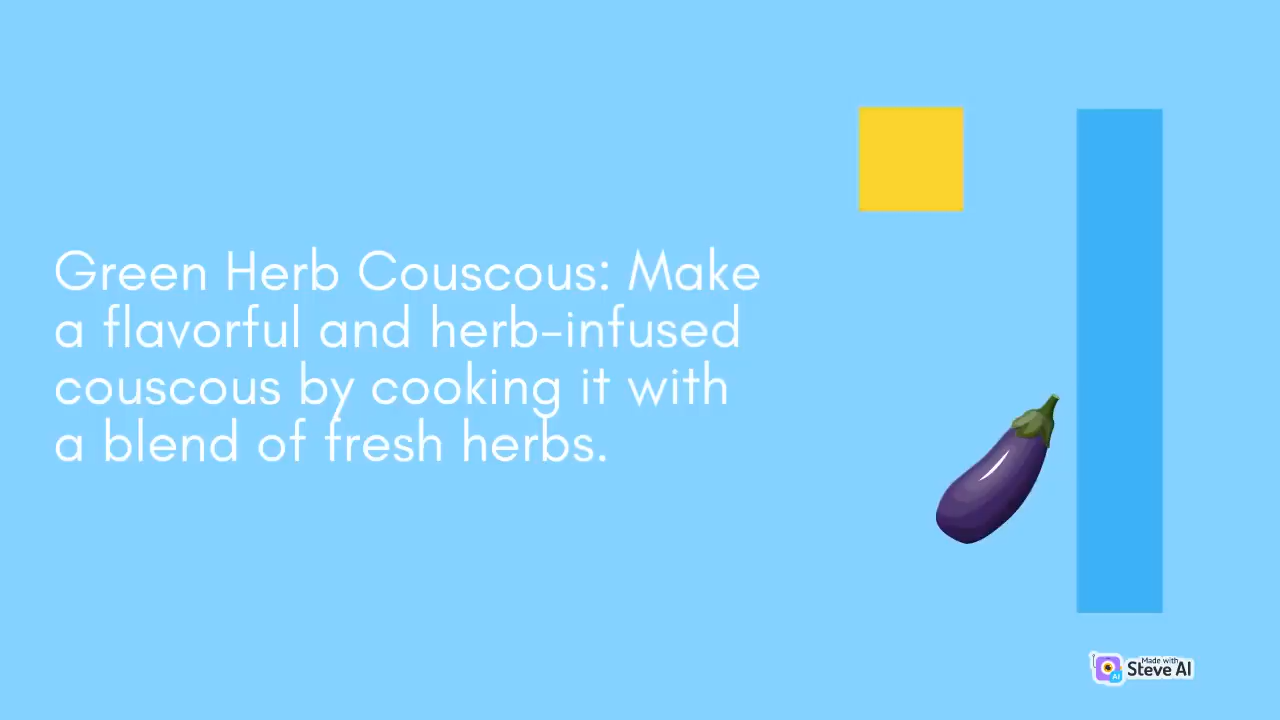 Green Herb Couscous: Make
a flavorful and herb-infused
couscous by cooking it with
a blend of fresh herbs.
Made with
Steve AI
AI